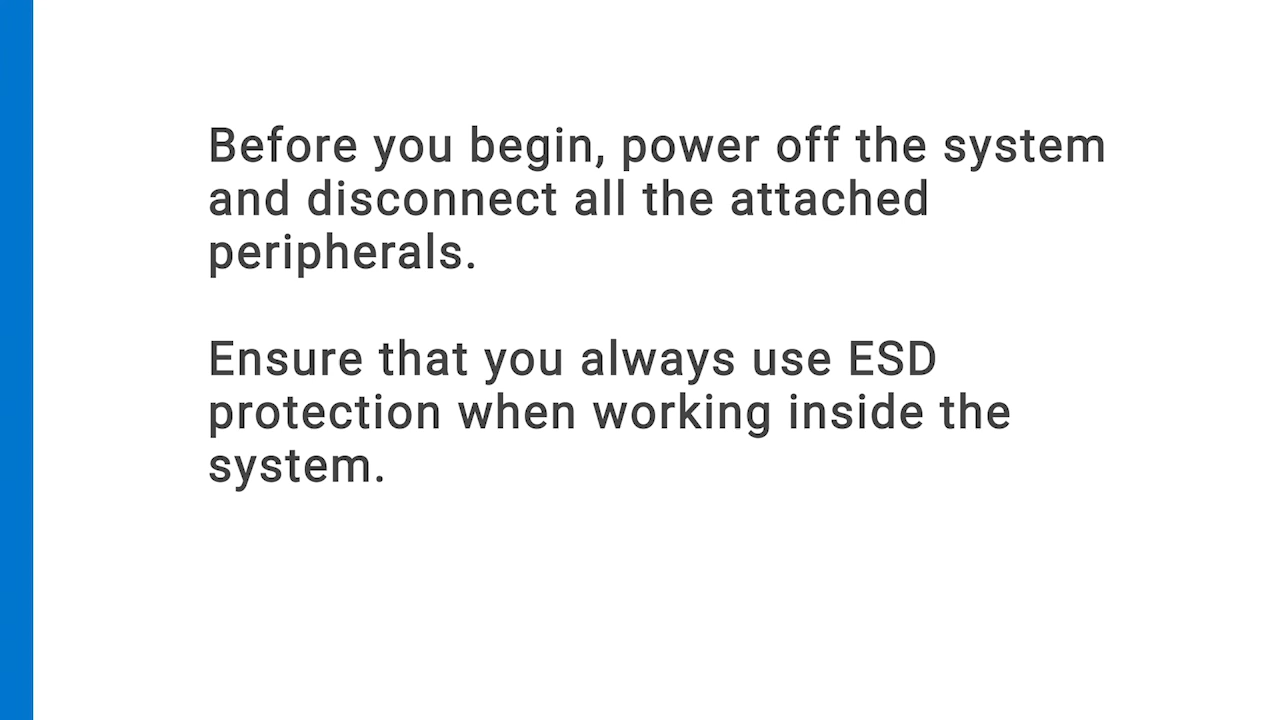 Before you begin, power off the system
and disconnect all the attached
peripherals.
Ensure that you always use ESD
protection when working inside the
system.